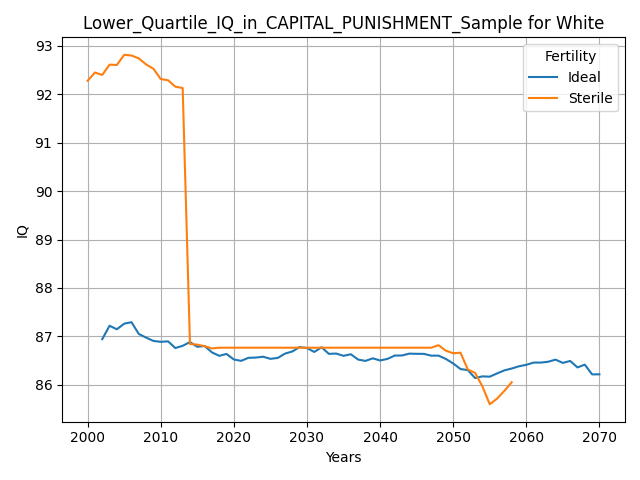 Lower_Quartile_IQ_in_CAPITAL_PUNISHMENT_Sample for White
Fertility
Ideal
Sterile
93
92
91
90
89
88
87
86
IQ
2000 2010 2020 2030 2040 2050 2060 2070
Years